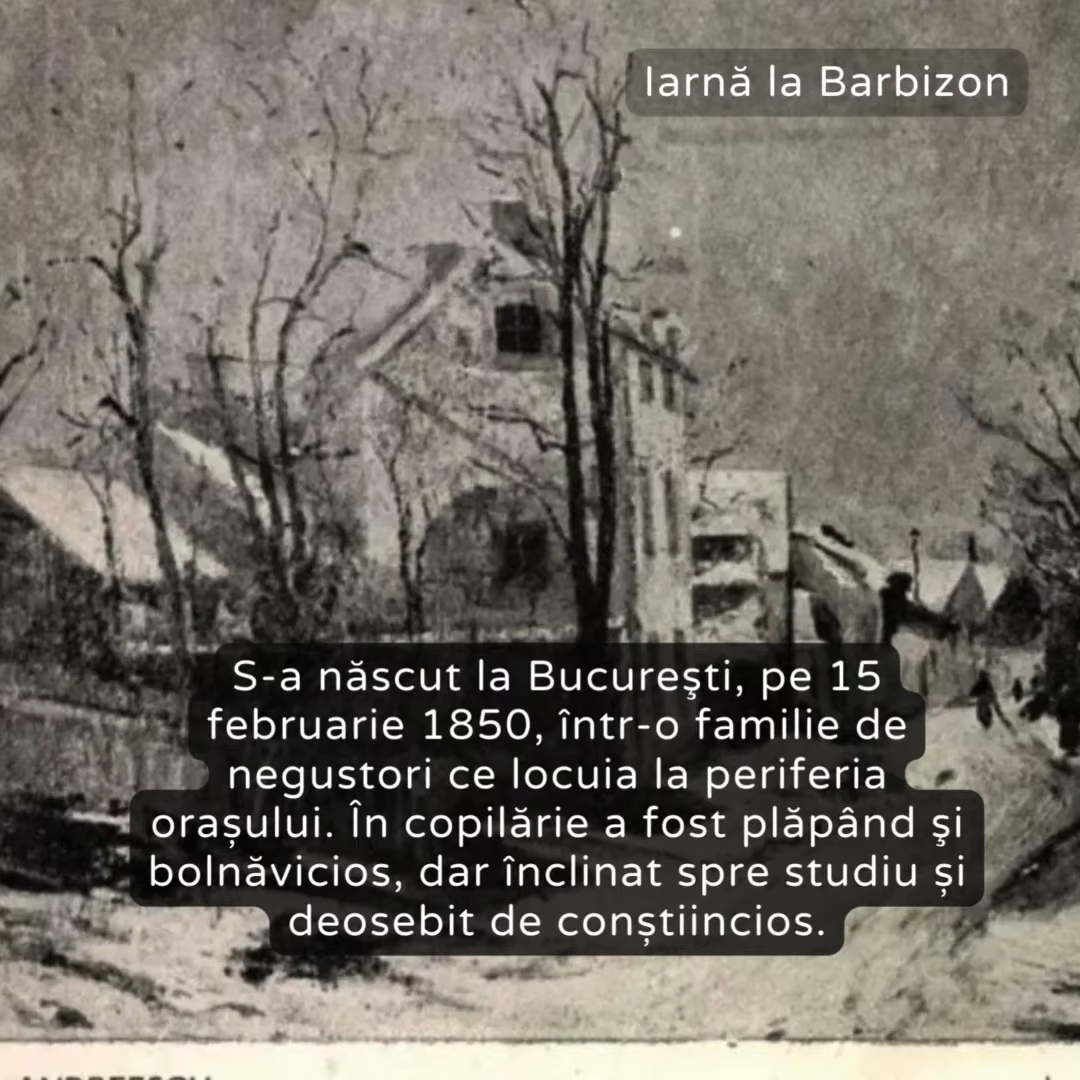 Iarnă la Barbizon
S-a născut la Bucureşti, pe 15
februarie 1850, într-o familie de
negustori ce locuia la periferia
orașului. În copilărie a fost plăpând şi
bolnăvicios, dar înclinat spre studiu și
deosebit de conștiincios.